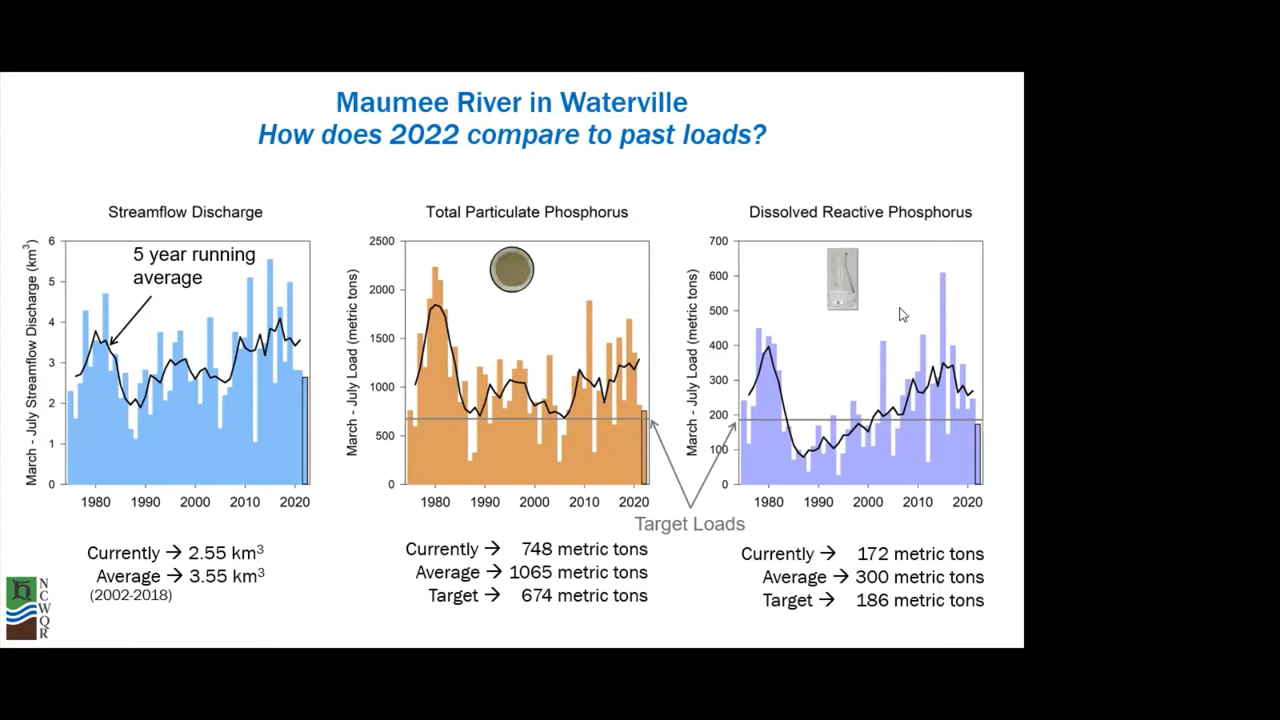 Maumee River in Waterville
How does 2022 compare to past loads?
Streamflow Discharge
5 year running
average
March - July Streamflow Discharge (km3)
6
5
4
3
2
1
0
1980 1990 2000 2010 2020
Currently → 2.55 km3
Average → 3.55 km3
(2002-2018)
Total Particulate Phosphorus
March - July Load (metric tons)
2500
2000
1500
1000
500
0
1980 1990 2000 2010 2020
Currently → 748 metric tons
Average → 1065 metric tons
Target → 674 metric tons
Dissolved Reactive Phosphorus
March - July Load (metric tons)
700
600
500
400
300
200
100
0
1980 1990 2000 2010 2020
Target Loads
Currently → 172 metric tons
Average → 300 metric tons
Target → 186 metric tons
NCWQR